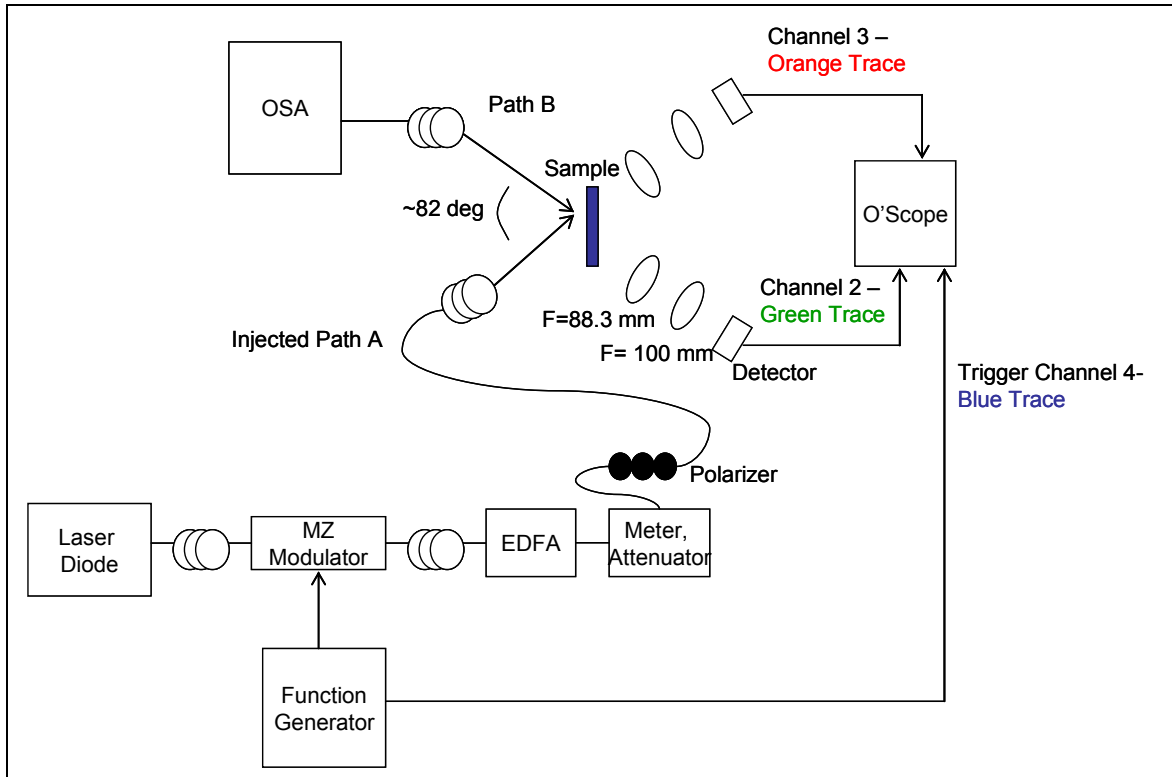 Channel 3 –
Orange Trace
OSA
Path B
Sample
~82 deg
O'Scope
Channel 2 –
Green Trace
F=88.3 mm
Injected Path A
F= 100 mm
Detector
Trigger Channel 4-
Blue Trace
Polarizer
Laser
Diode
MZ
Modulator
EDFA
Meter,
Attenuator
Function
Generator